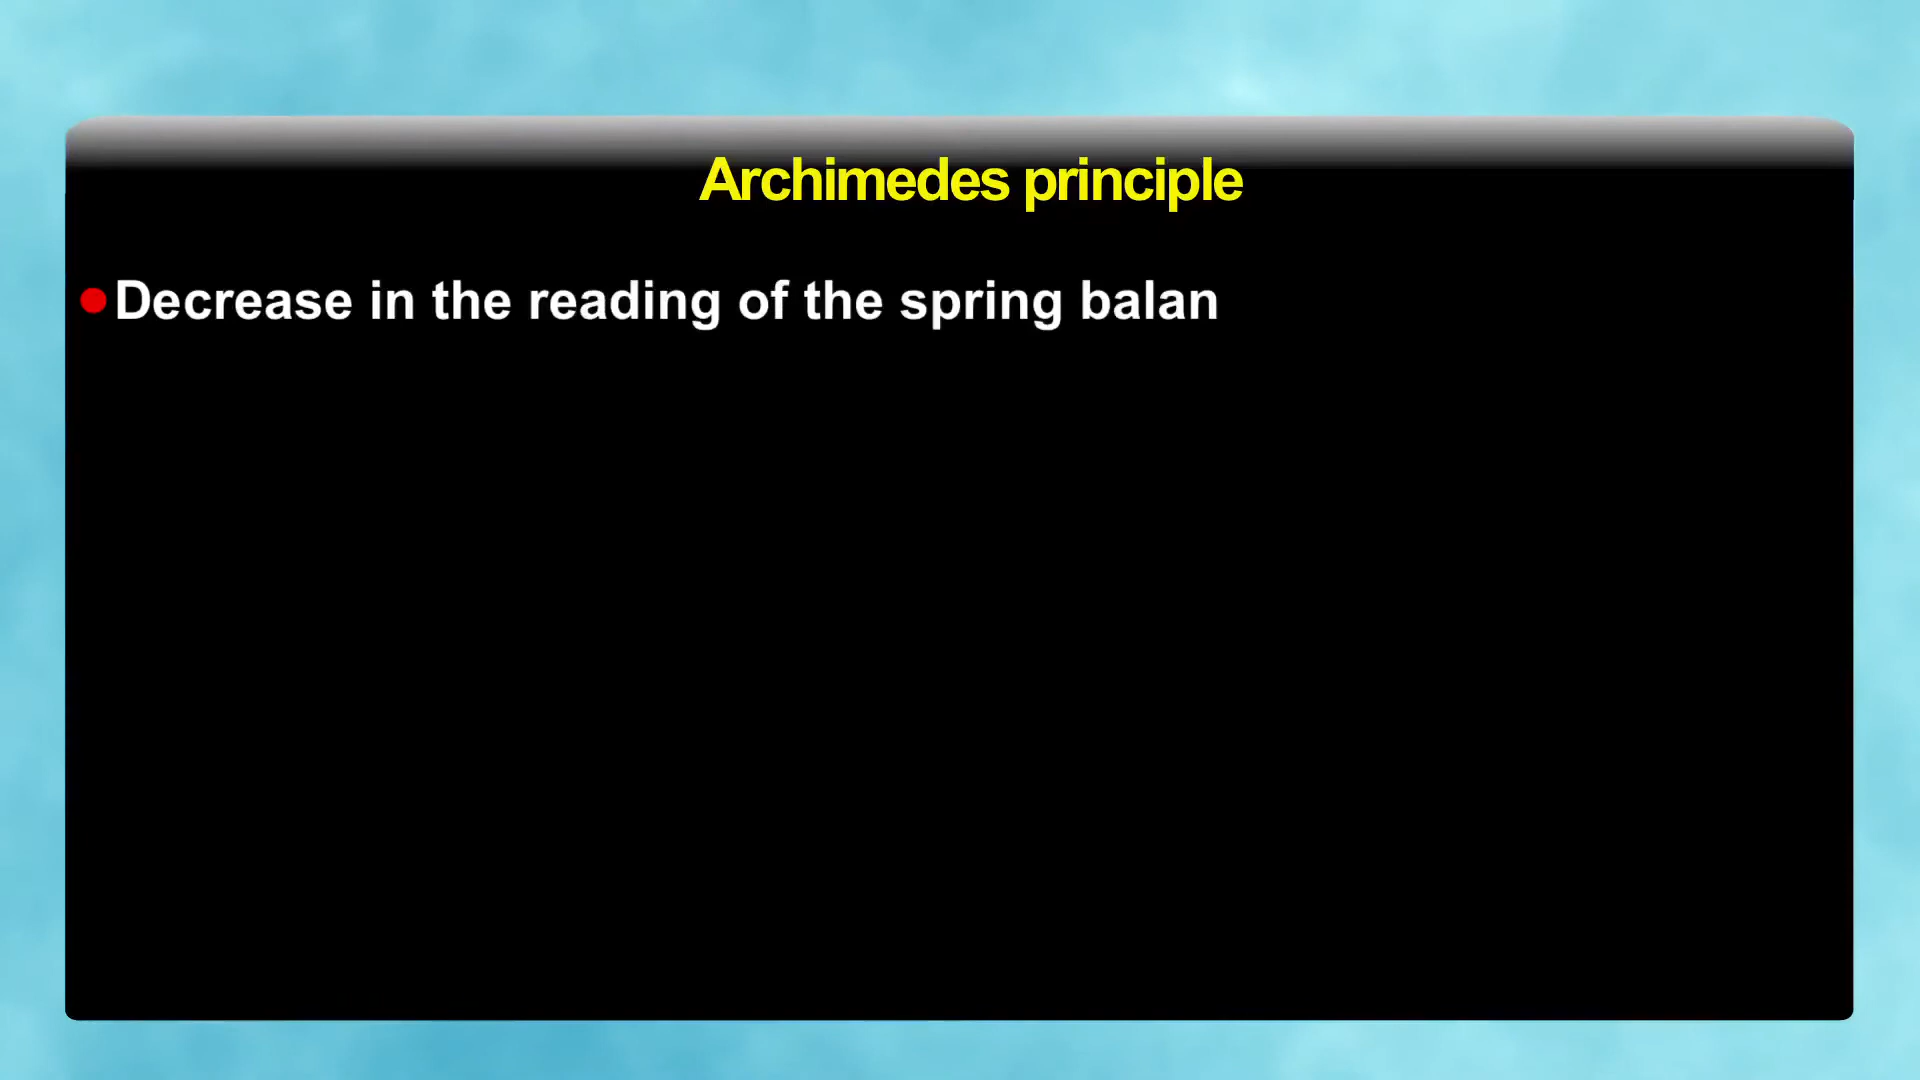 Archimedes principle
Decrease in the reading of the spring balan